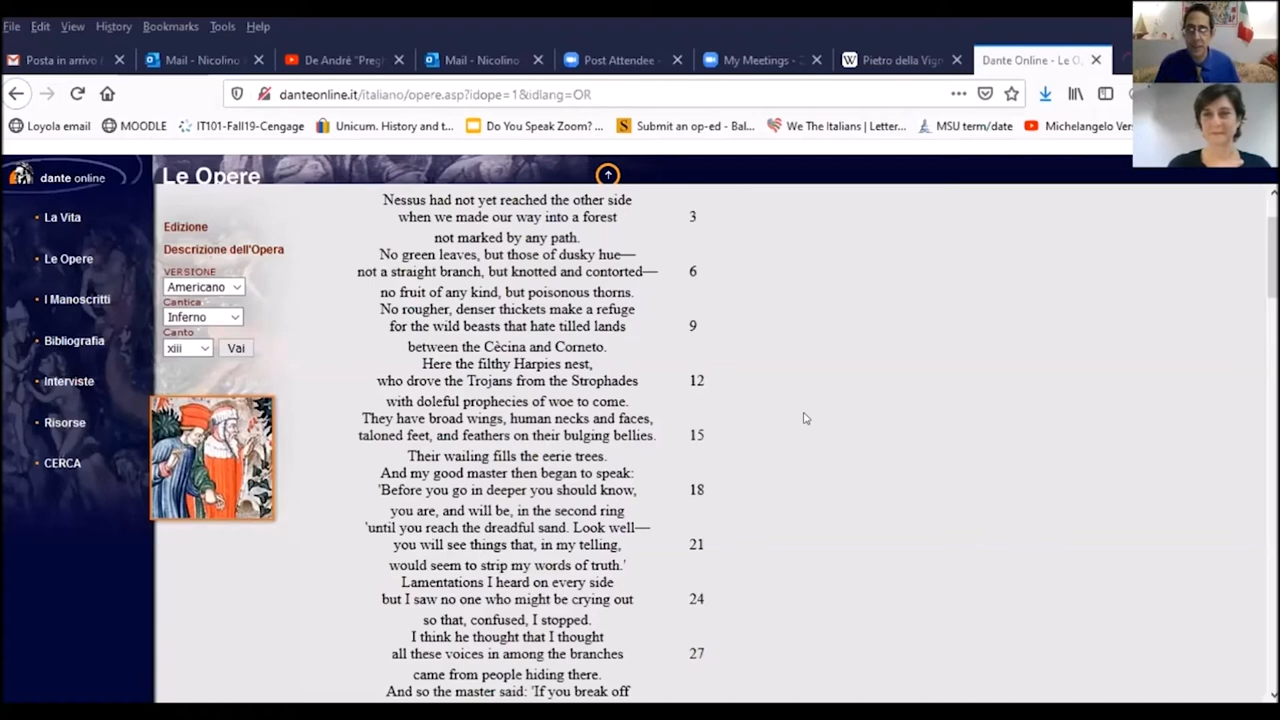 File Edit View History Bookmarks Tools Help
Posta in arrivo Mail - Nicolino De André "Preg Mail - Nicolino Post Attendee - My Meetings - Z Pietro della Vign Dante Online - Le O
danteonline.it/italiano/opere.asp?idope=1&idlang=OR
Loyola email MOODLE IT101-Fall19-Cengage Unicum. History and t... Do You Speak Zoom? ... Submit an op-ed - Bal... We The Italians | Letter... MSU term/date Michelangelo Ver
dante online
Le Opere
La Vita
Le Opere
I Manoscritti
Bibliografia
Interviste
Risorse
CERCA
Edizione
Descrizione dell'Opera
VERSIONE
Americano
Cantica
Inferno
Canto
xiii Vai
Nessus had not yet reached the other side
when we made our way into a forest 3
not marked by any path.
No green leaves, but those of dusky hue—
not a straight branch, but knotted and contorted— 6
no fruit of any kind, but poisonous thorns.
No rougher, denser thickets make a refuge
for the wild beasts that hate tilled lands 9
between the Cècina and Corneto.
Here the filthy Harpies nest,
who drove the Trojans from the Strophades 12
with doleful prophecies of woe to come.
They have broad wings, human necks and faces,
taloned feet, and feathers on their bulging bellies. 15
Their wailing fills the eerie trees.
And my good master then began to speak:
'Before you go in deeper you should know, 18
you are, and will be, in the second ring
'until you reach the dreadful sand. Look well—
you will see things that, in my telling, 21
would seem to strip my words of truth.'
Lamentations I heard on every side
but I saw no one who might be crying out 24
so that, confused, I stopped.
I think he thought that I thought
all these voices in among the branches 27
came from people hiding there.
And so the master said: 'If you break off